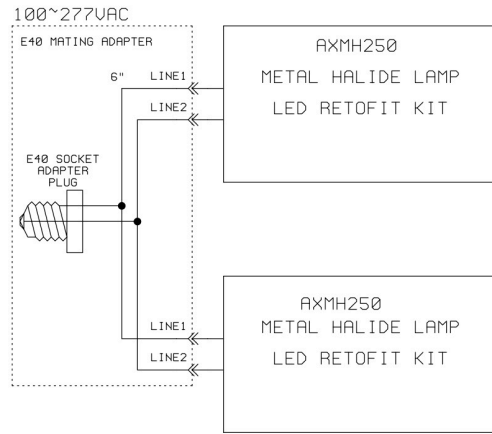 100~277VAC
E40 MATING ADAPTER
6"
LINE1
LINE2
AXMH250
METAL HALIDE LAMP
LED RETOFIT KIT
E40 SOCKET
ADAPTER
PLUG
LINE1
LINE2
AXMH250
METAL HALIDE LAMP
LED RETOFIT KIT